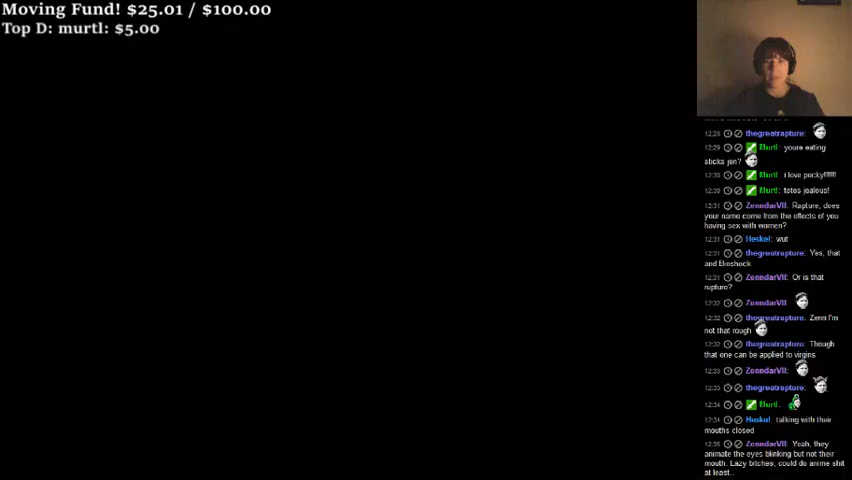 Moving Fund! $25.01 / $100.00
Top D: murtl: $5.00
12:28 thegreatrapture:
12:29 Murtl: youre eating
sticks jen?
12:30 Murtl: i love pocky!!!!!!
12:30 Murtl: totes jealous!
12:31 ZenndarVII: Rapture, does
your name come from the effects of you
having sex with women?
12:31 Heskel: wut
12:31 thegreatrapture: Yes, that
and Bioshock
12:31 ZenndarVII: Or is that
rupture?
12:32 ZenndarVII:
12:32 thegreatrapture: Zenn I'm
not that rough
12:32 thegreatrapture: Though
that one can be applied to virgins
12:33 ZenndarVII:
12:33 thegreatrapture:
12:34 Murtl:
12:34 Heskel: talking with their
mouths closed
12:35 ZenndarVII: Yeah, they
animate the eyes blinking but not their
mouth. Lazy bitches, could do anime shit
at least..